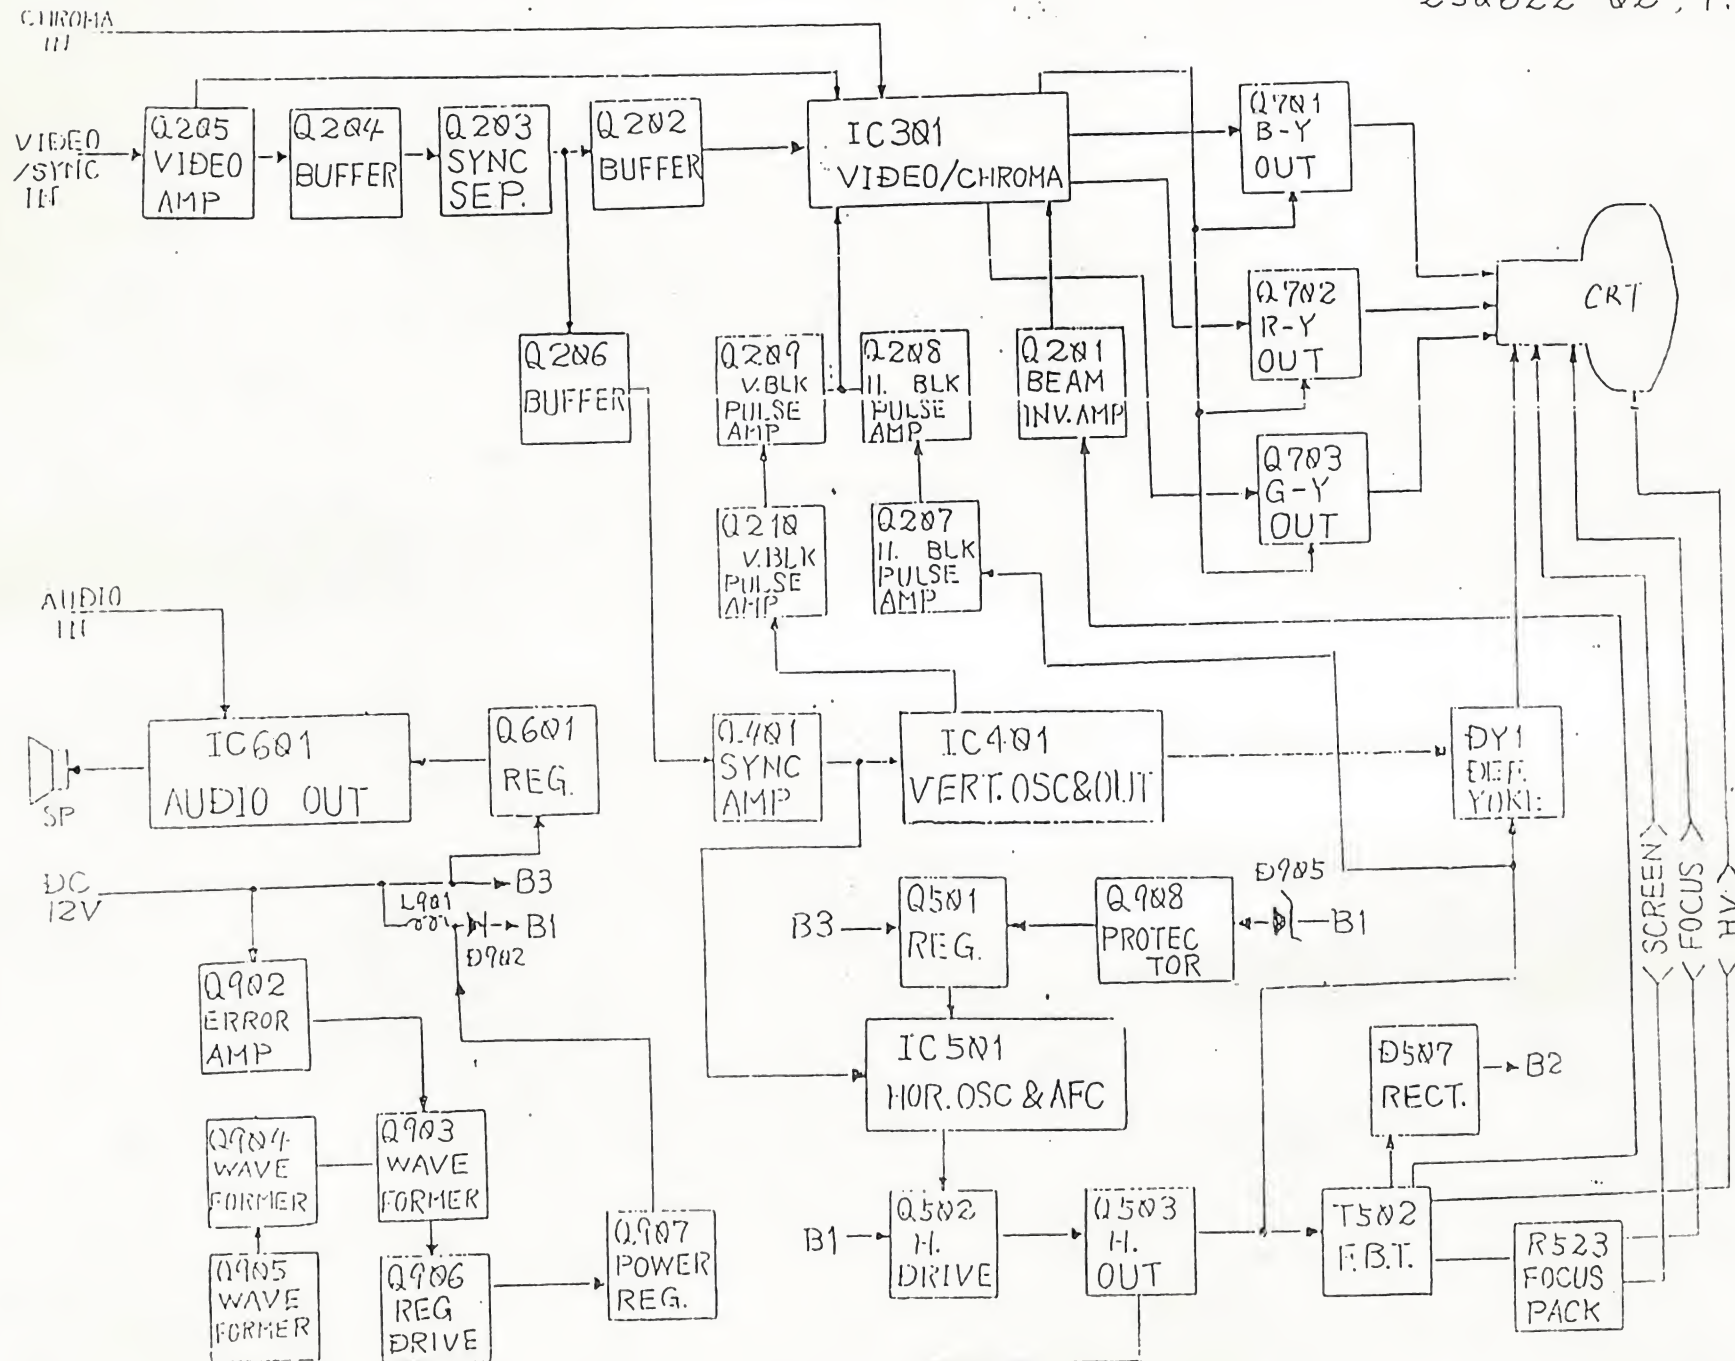 CHROMA
IN
VIDEO
/SYNC
IN
Q205
VIDEO
AMP
Q204
BUFFER
Q203
SYNC
SEP.
Q202
BUFFER
IC301
VIDEO/CHROMA
Q701
B-Y
OUT
Q702
R-Y
OUT
Q703
G-Y
OUT
CRT
Q206
BUFFER
Q209
V.BLK
PULSE
AMP
Q208
H. BLK
PULSE
AMP
Q201
BEAM
INV.AMP
Q210
V.BLK
PULSE
AMP
Q207
H. BLK
PULSE
AMP
AUDIO
IN
IC601
AUDIO OUT
SP
Q601
REG.
Q401
SYNC
AMP
IC401
VERT.OSC&OUT
DY1
DEF.
YOKE
DC
12V
B3
L901
B1
D902
B3
Q501
REG.
Q908
PROTEC
TOR
D905
B1
SCREEN
FOCUS
HV
Q902
ERROR
AMP
IC501
HOR.OSC & AFC
D507
RECT.
B2
Q904
WAVE
FORMER
Q903
WAVE
FORMER
Q905
WAVE
FORMER
Q906
REG
DRIVE
Q907
POWER
REG.
B1
Q502
H.
DRIVE
Q503
H.
OUT
T502
F.B.T.
R523
FOCUS
PACK